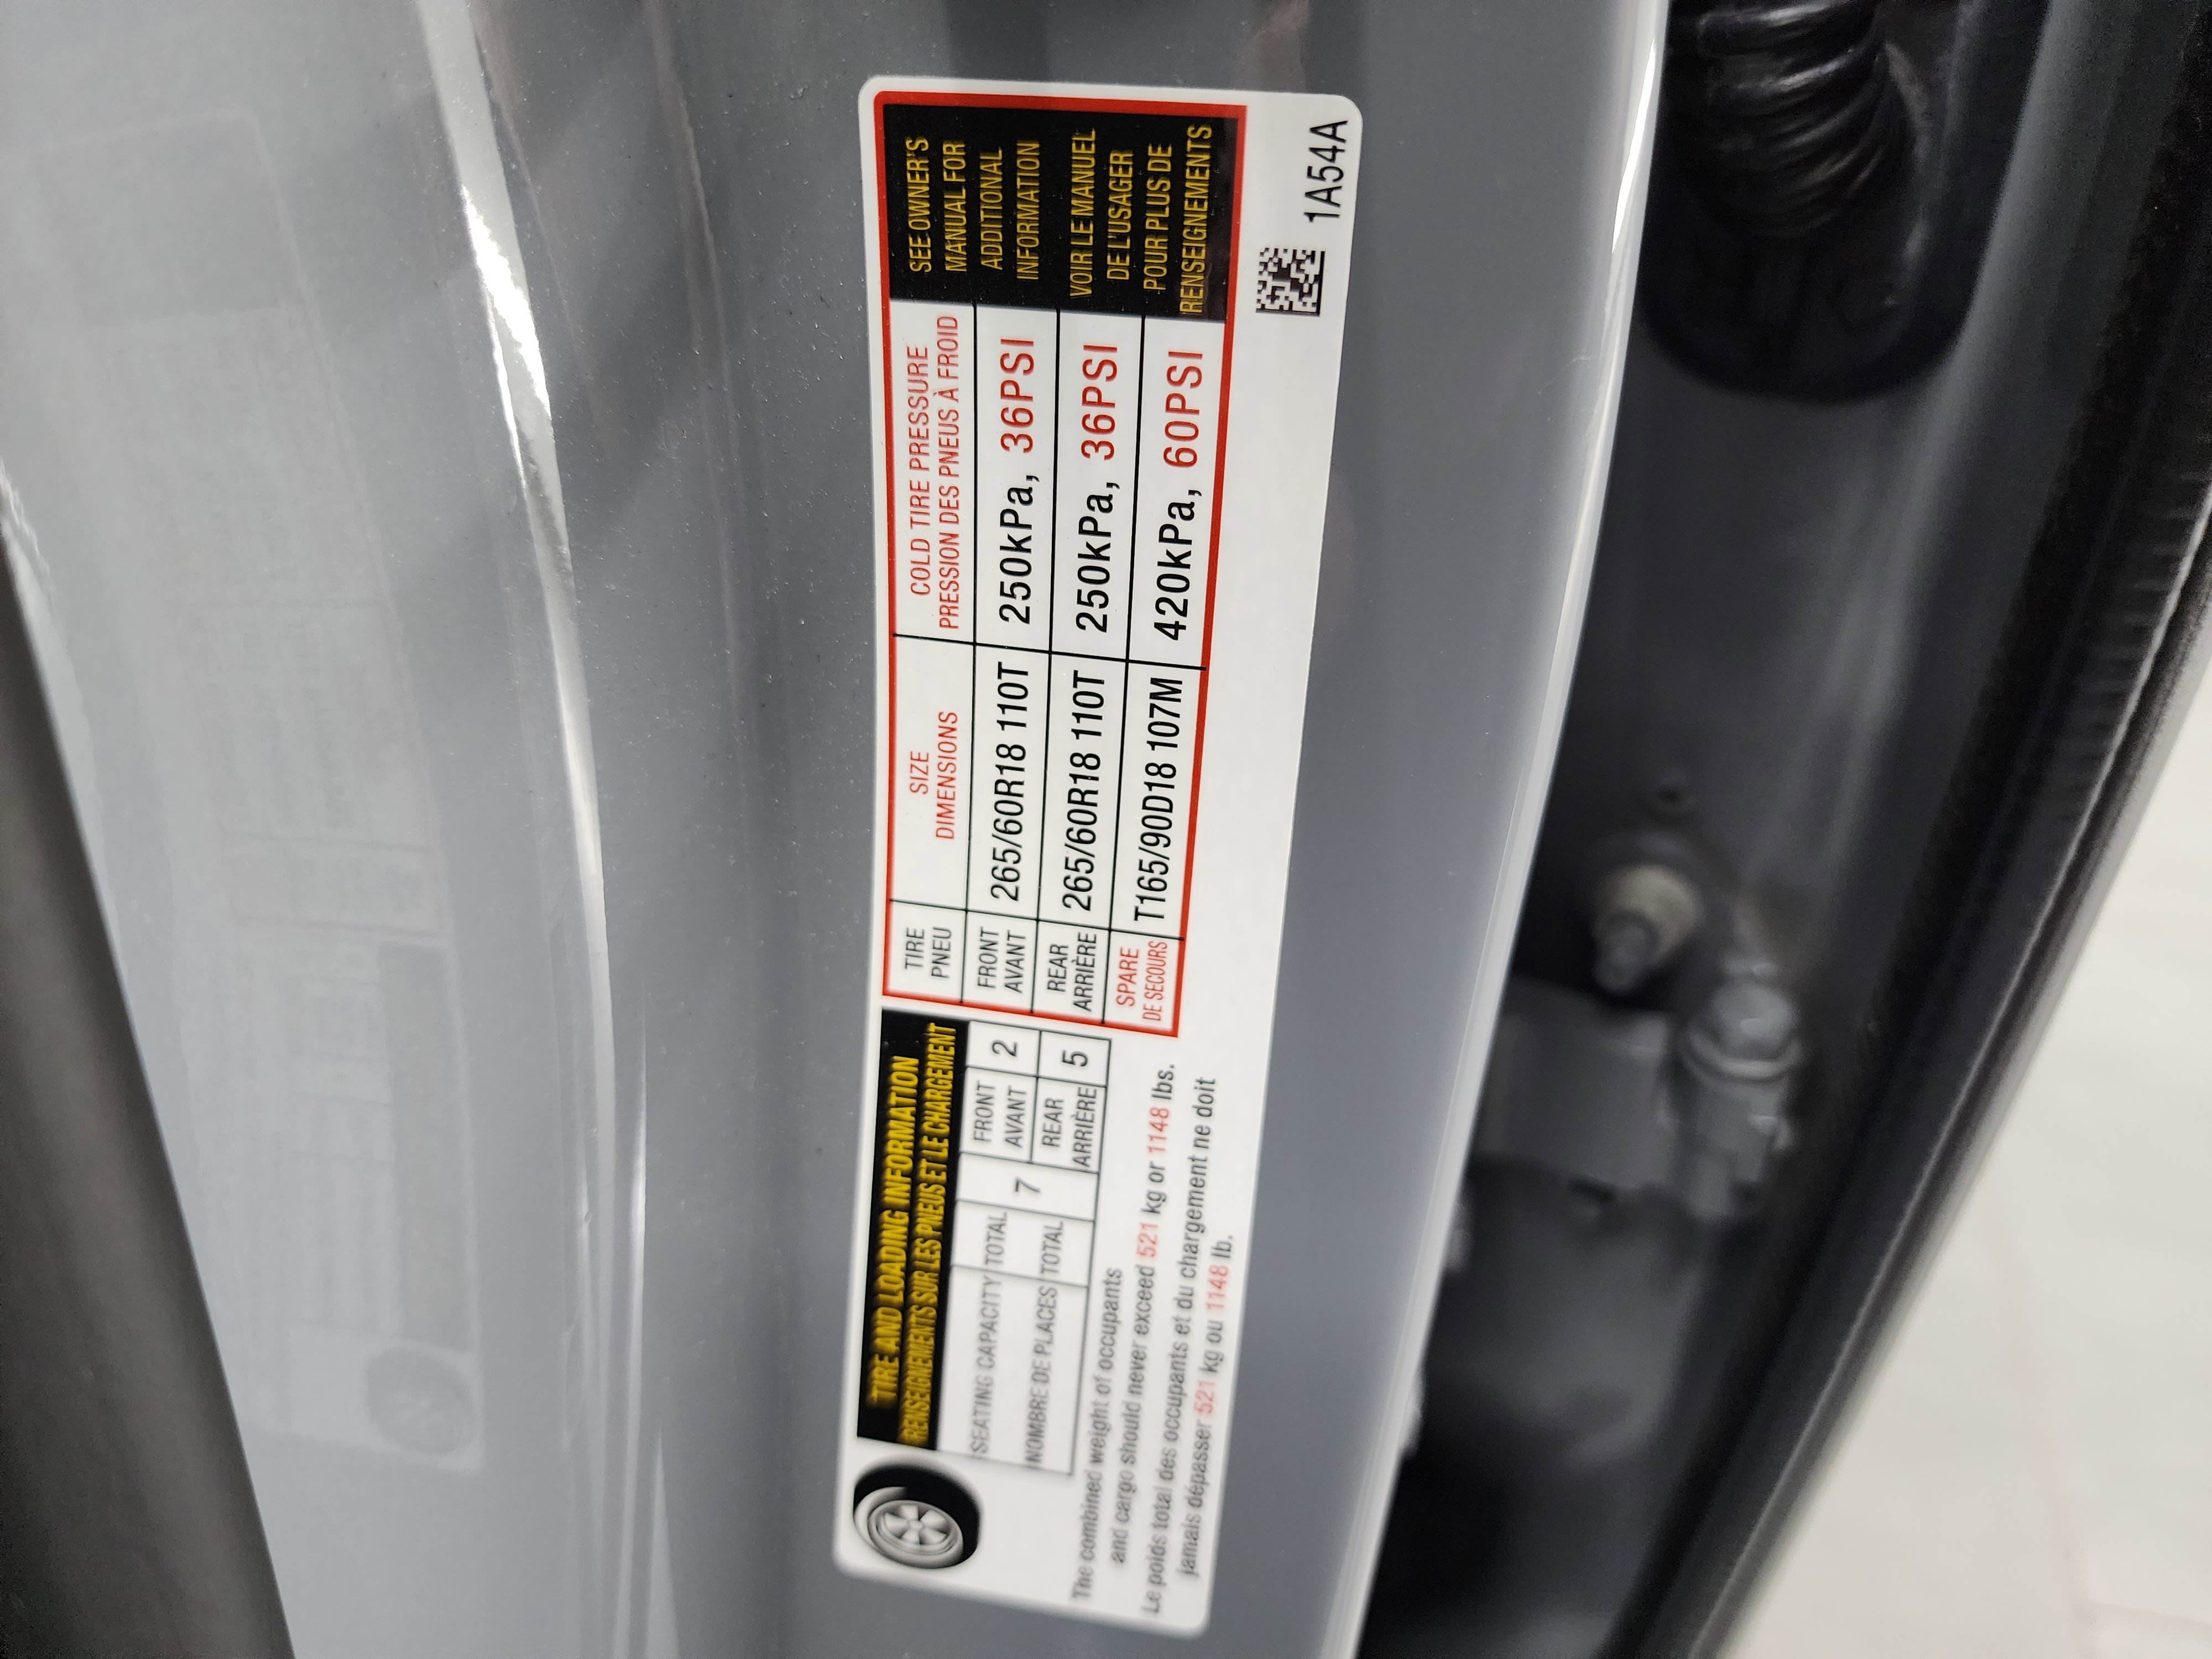 TIRE AND LOADING INFORMATION
RENSEIGNEMENTS SUR LES PNEUS ET LE CHARGEMENT
SEATING CAPACITY TOTAL 7 FRONT 2
AVANT
NOMBRE DE PLACES TOTAL REAR 5
ARRIÈRE
The combined weight of occupants
and cargo should never exceed 521 kg or 1148 lbs.
Le poids total des occupants et du chargement ne doit
jamais dépasser 521 kg ou 1148 lb.
TIRE SIZE COLD TIRE PRESSURE
PNEU DIMENSIONS PRESSION DES PNEUS À FROID
FRONT
AVANT 265/60R18 110T 250kPa, 36PSI
REAR
ARRIÈRE 265/60R18 110T 250kPa, 36PSI
SPARE
DE SECOURS T165/90D18 107M 420kPa, 60PSI
SEE OWNER'S
MANUAL FOR
ADDITIONAL
INFORMATION
VOIR LE MANUEL
DE L'USAGER
POUR PLUS DE
RENSEIGNEMENTS
1A54A